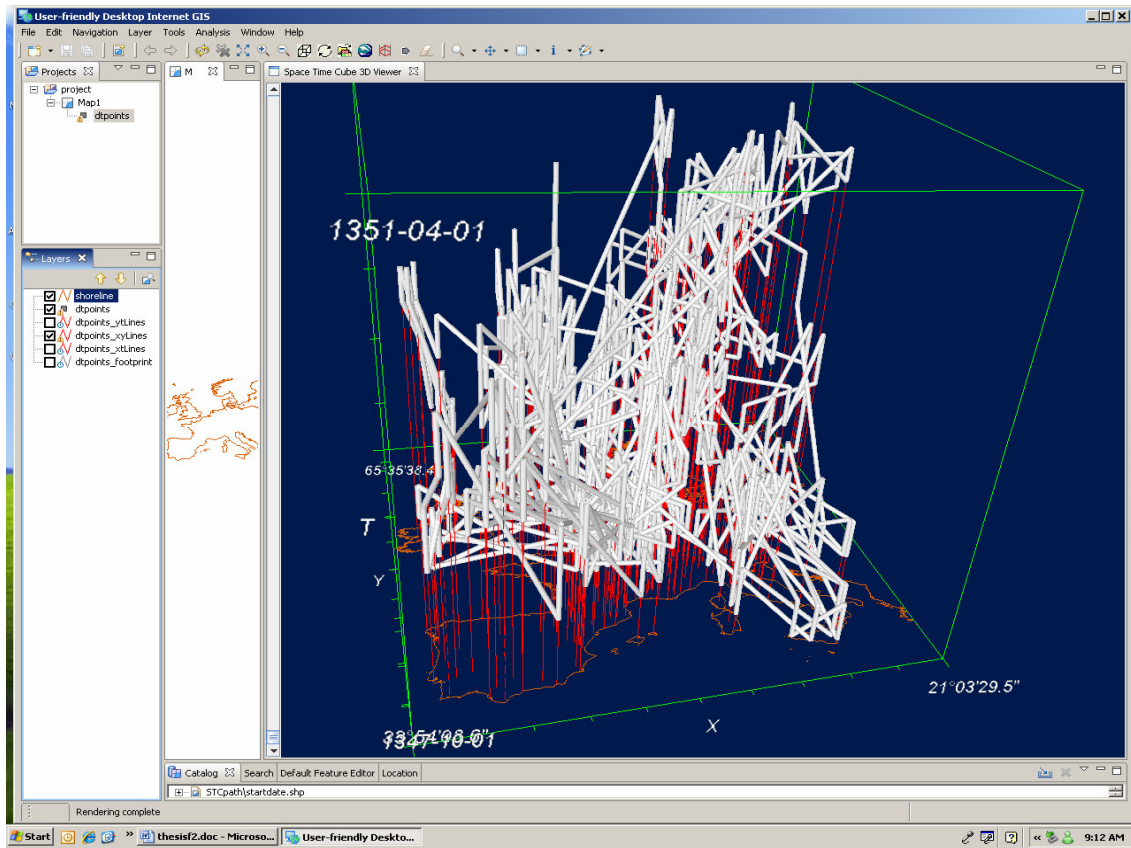 User-friendly Desktop Internet GIS
File Edit Navigation Layer Tools Analysis Window Help
Projects
project
Map1
dtpoints
M
Space Time Cube 3D Viewer
Layers
shoreline
dtpoints
dtpoints_ytLines
dtpoints_xyLines
dtpoints_xtLines
dtpoints_footprint
1351-04-01
65°35'38.4
T
Y
X
21°03'29.5"
1347-10-01
Catalog Search Default Feature Editor Location
STCpath\startdate.shp
Rendering complete
Start thesisf2.doc - Microso... User-friendly Deskto... 9:12 AM